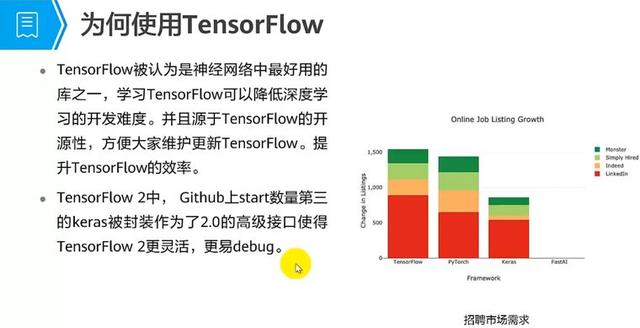 为何使用TensorFlow
TensorFlow被认为是神经网络中最好用的
库之一，学习TensorFlow可以降低深度学
习的开发难度。并且源于TensorFlow的开
源性，方便大家维护更新TensorFlow。提
升TensorFlow的效率。
TensorFlow 2中， Github上start数量第三
的keras被封装作为了2.0的高级接口使得
TensorFlow 2更灵活，更易debug。
Online Job Listing Growth
Monster
Simply Hired
Indeed
LinkedIn
Change in Listings
1,500
1,000
500
0
TensorFlow PyTorch Keras FastAI
Framework
招聘市场需求